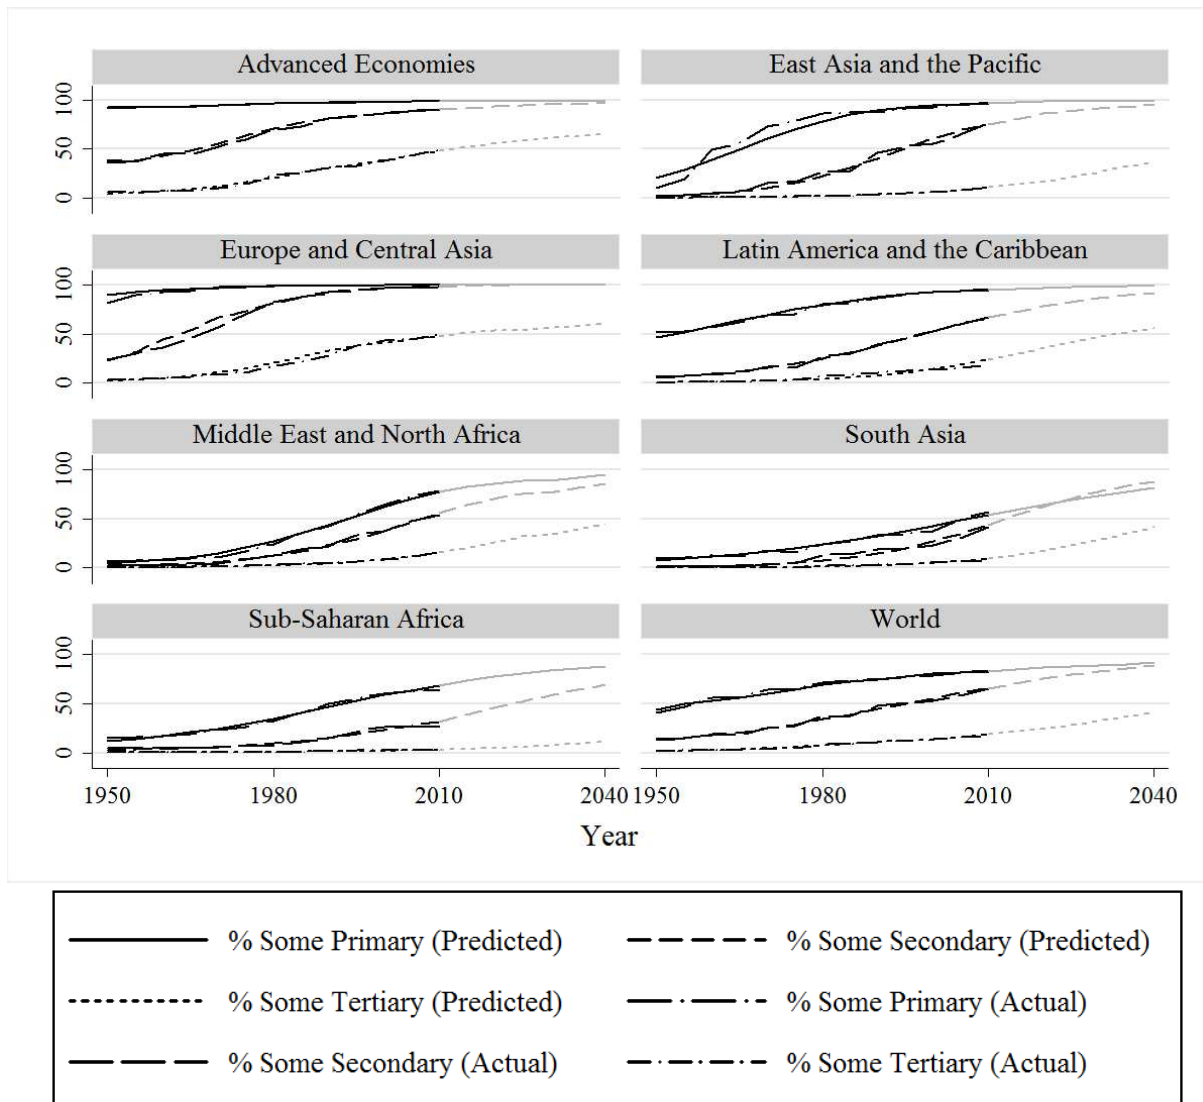 Advanced Economies
East Asia and the Pacific
100
50
0
Europe and Central Asia
Latin America and the Caribbean
100
50
0
Middle East and North Africa
South Asia
100
50
0
Sub-Saharan Africa
World
100
50
0
1950 1980 2010 2040 1950 1980 2010 2040
Year
% Some Primary (Predicted)
% Some Secondary (Predicted)
% Some Tertiary (Predicted)
% Some Primary (Actual)
% Some Secondary (Actual)
% Some Tertiary (Actual)